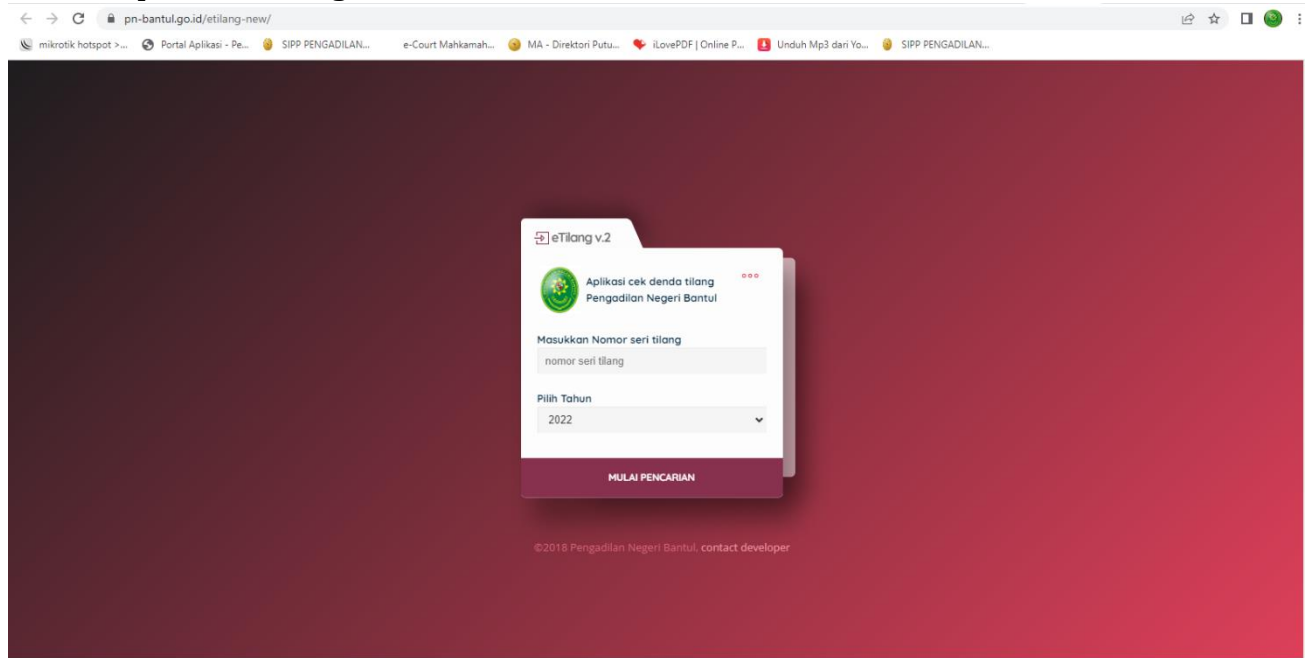 pn-bantul.go.id/etilang-new/
mikrotik hotspot >... Portal Aplikasi - Pe... SIPP PENGADILAN... e-Court Mahkamah... MA - Direktori Putu... iLovePDF | Online P... Unduh Mp3 dari Yo... SIPP PENGADILAN...
eTilang v.2
Aplikasi cek denda tilang
Pengadilan Negeri Bantul
Masukkan Nomor seri tilang
nomor seri tilang
Pilih Tahun
2022
MULAI PENCARIAN
©2018 Pengadilan Negeri Bantul, contact developer